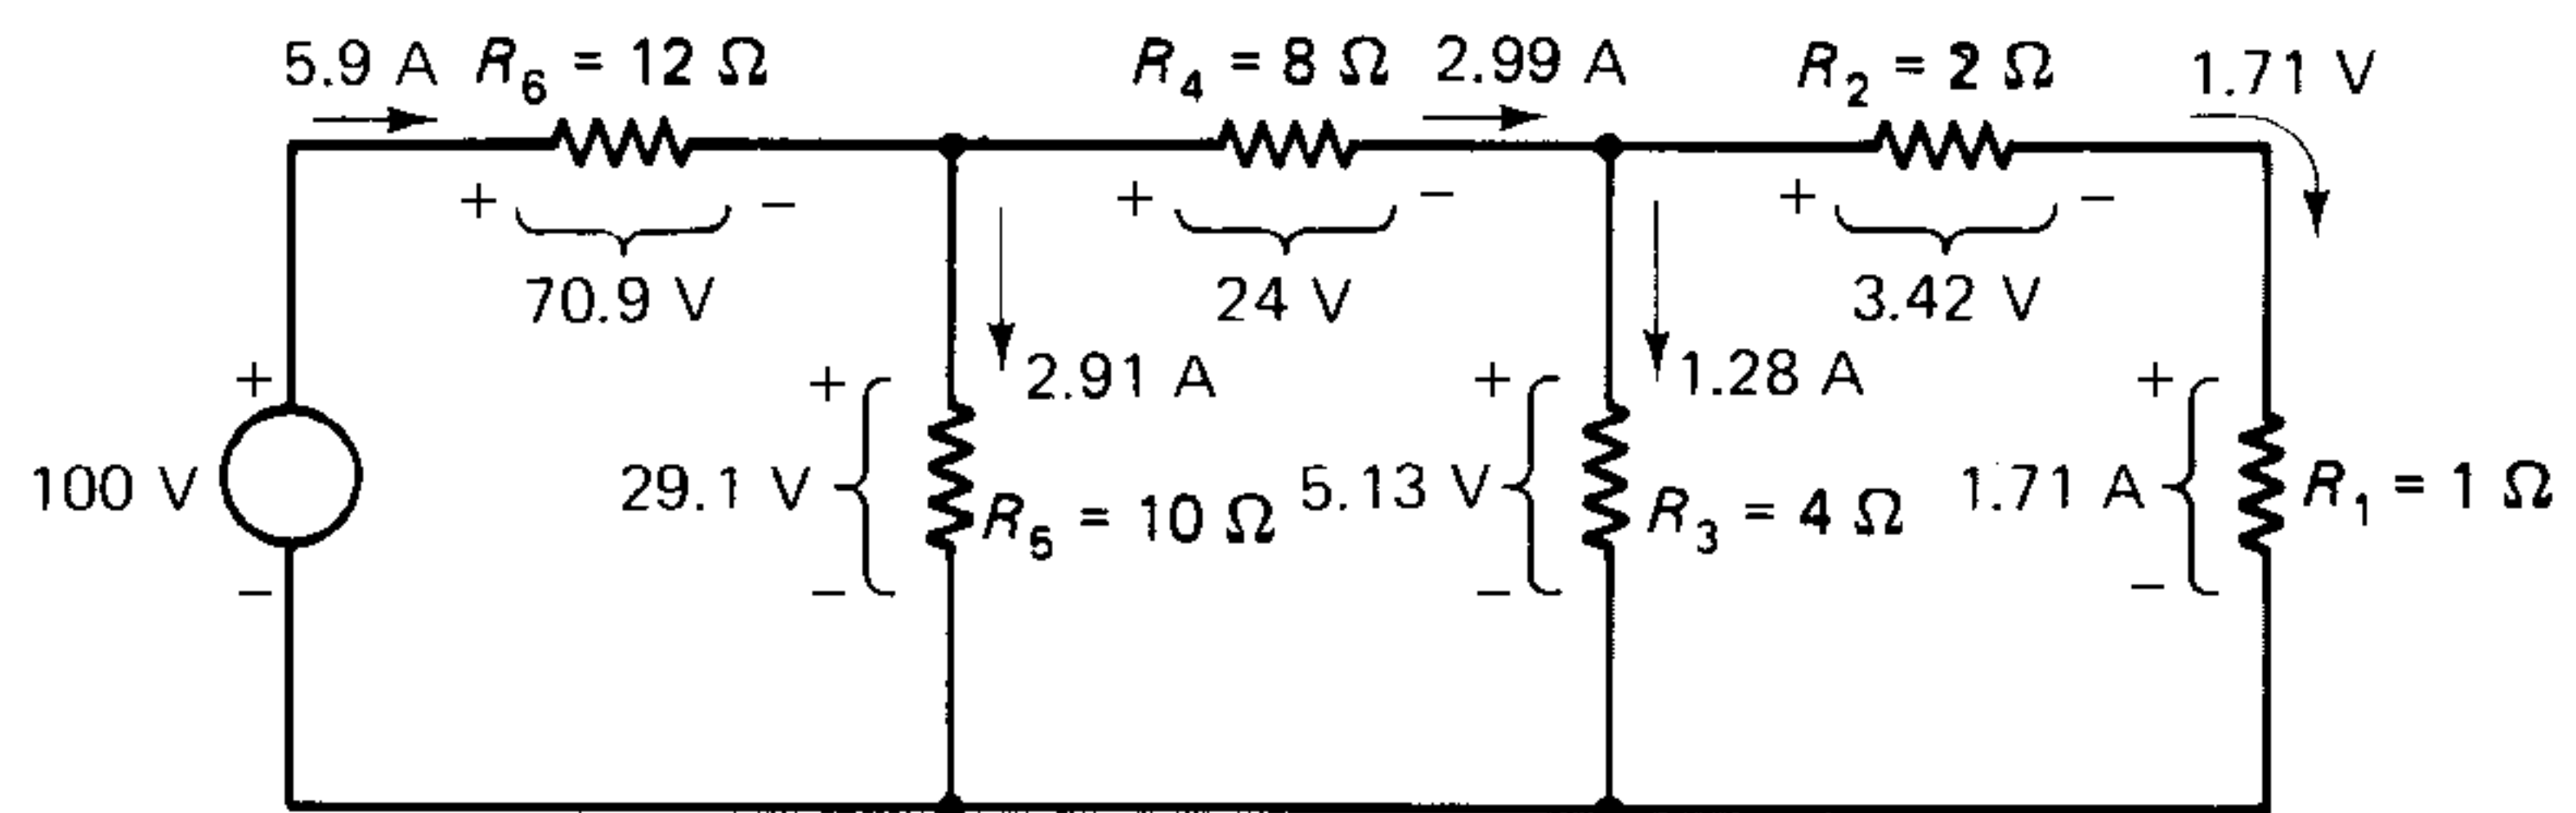 5.9 A R6 = 12 Ω R4 = 8 Ω 2.99 A R2 = 2 Ω 1.71 V
+ − + − + −
70.9 V 24 V 3.42 V
+ + 2.91 A + 1.28 A +
100 V 29.1 V R5 = 10 Ω 5.13 V R3 = 4 Ω 1.71 A R1 = 1 Ω
− − − −